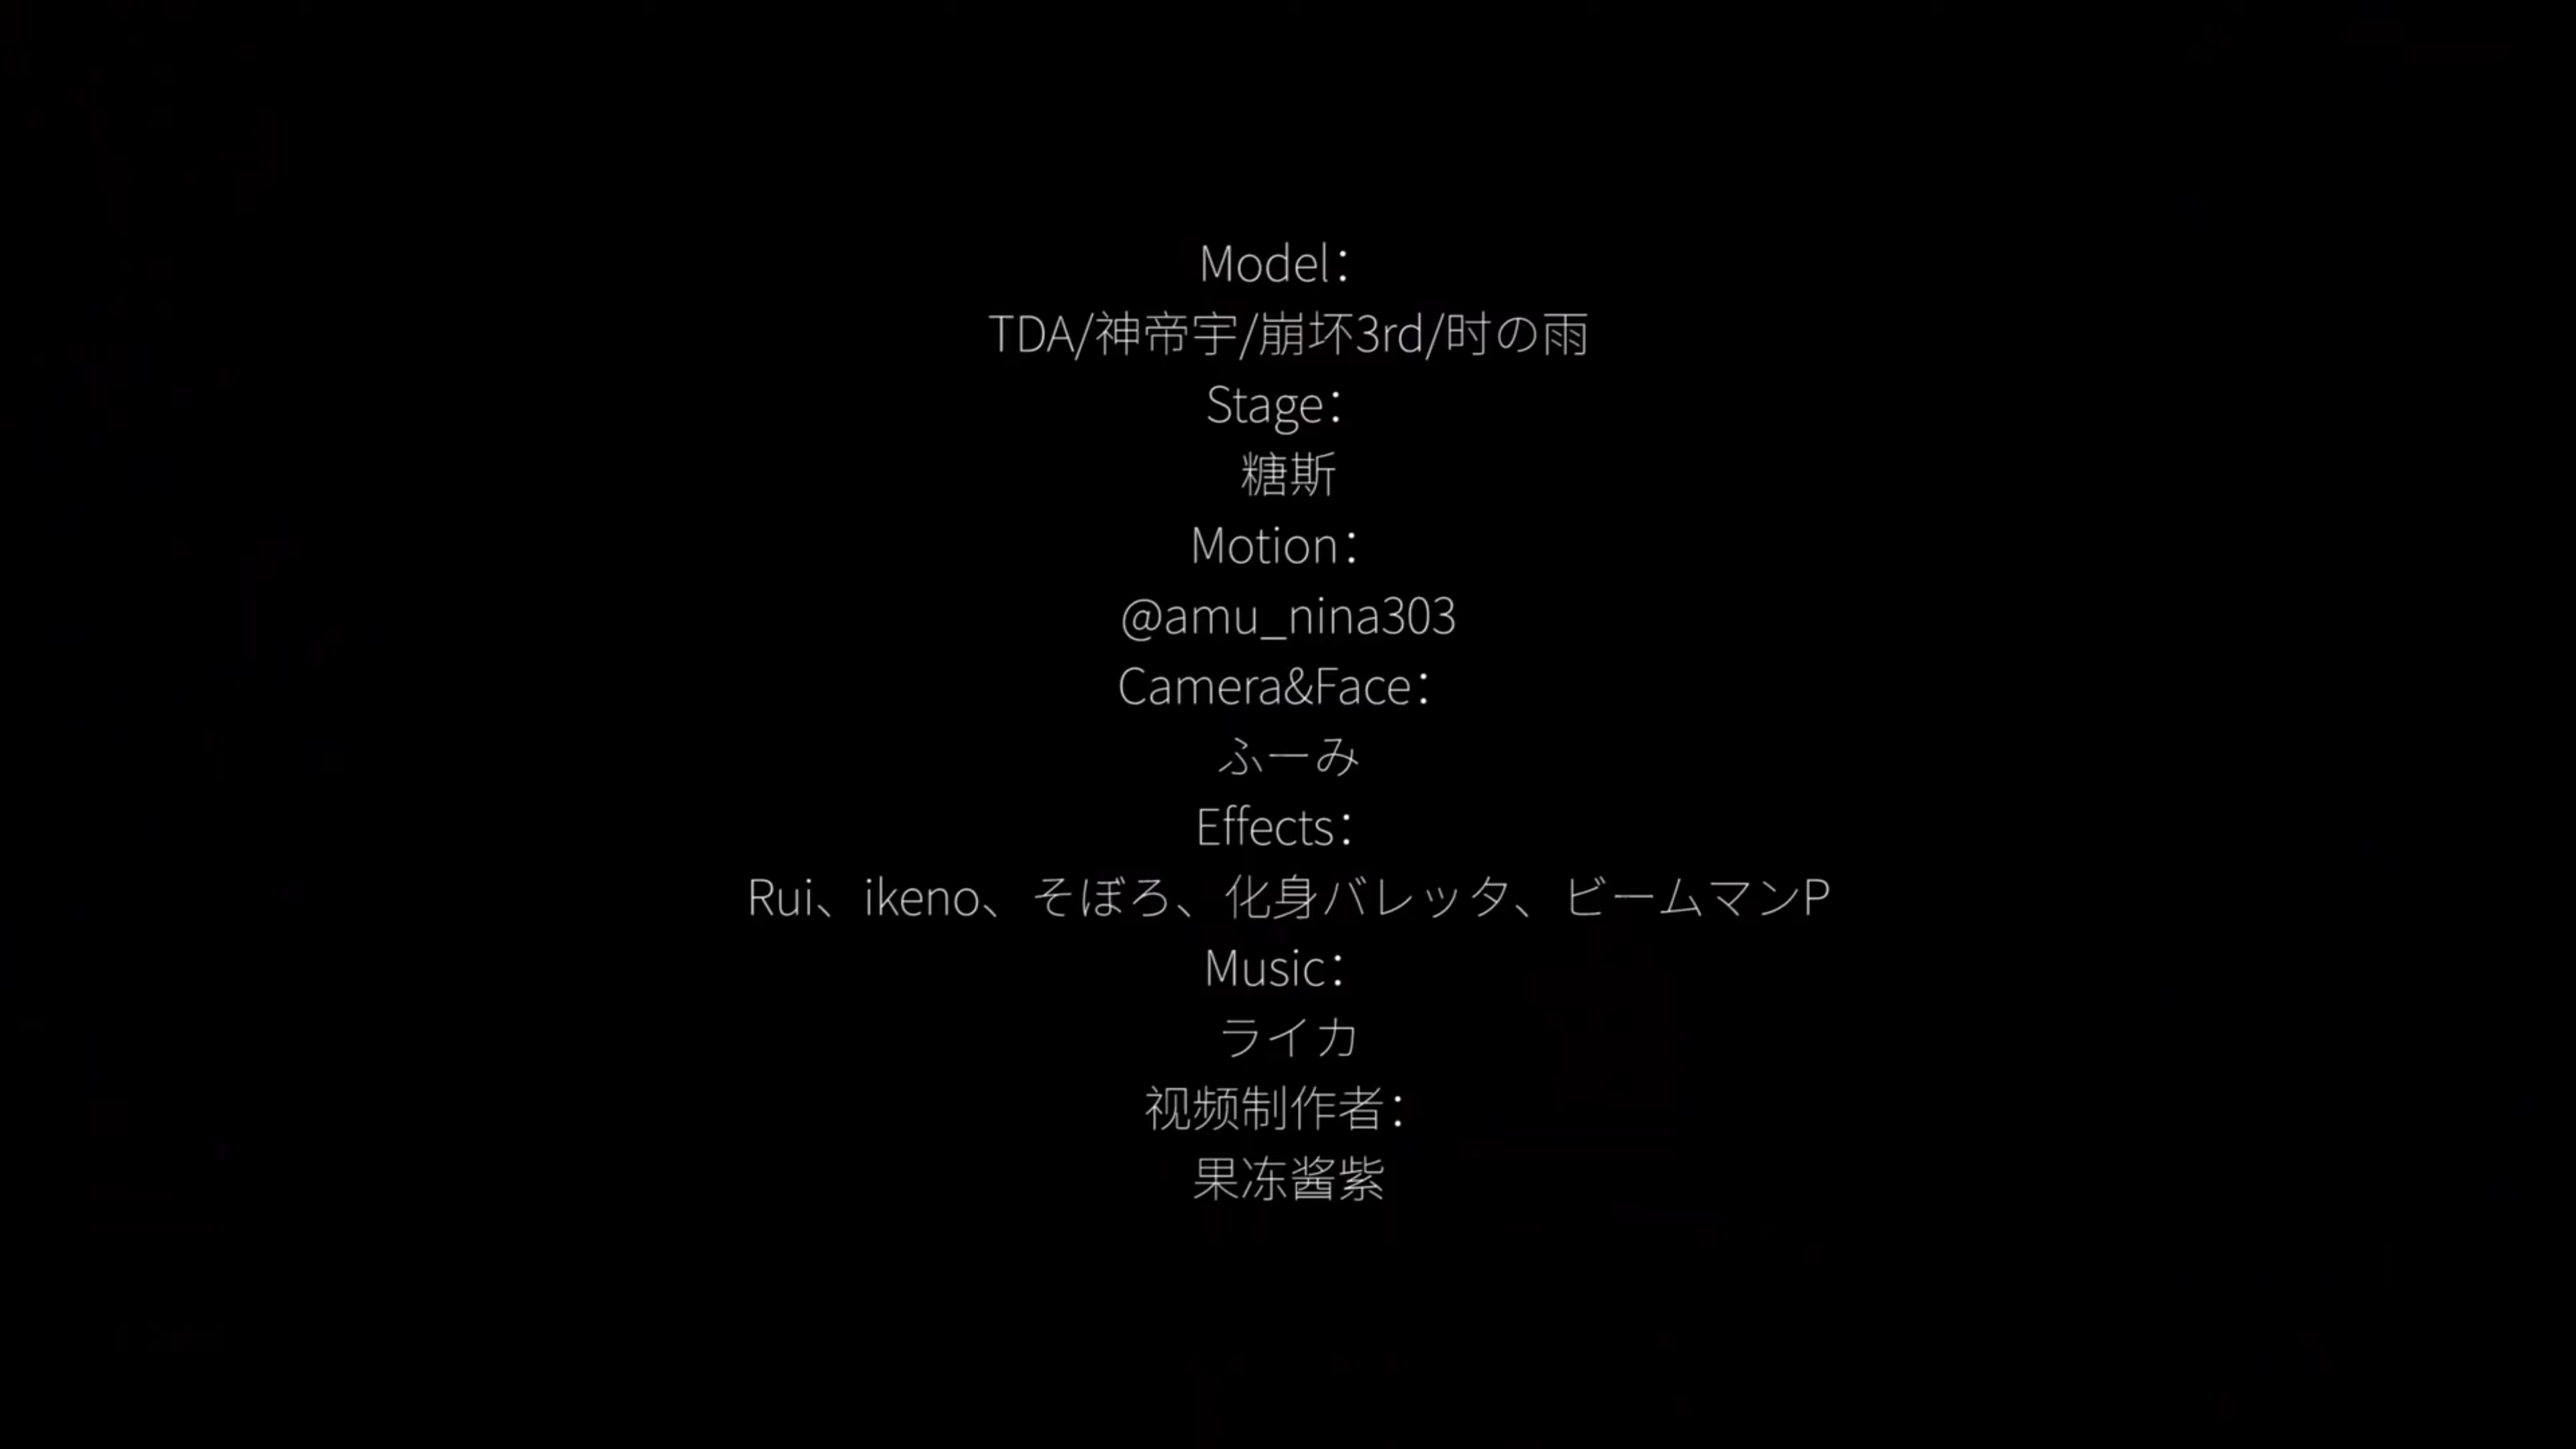 Model：
TDA/神帝宇/崩坏3rd/时の雨
Stage：
糖斯
Motion：
@amu_nina303
Camera&Face：
ふーみ
Effects：
Rui、ikeno、そぼろ、化身バレッタ、ビームマンP
Music：
ライカ
视频制作者：
果冻酱紫